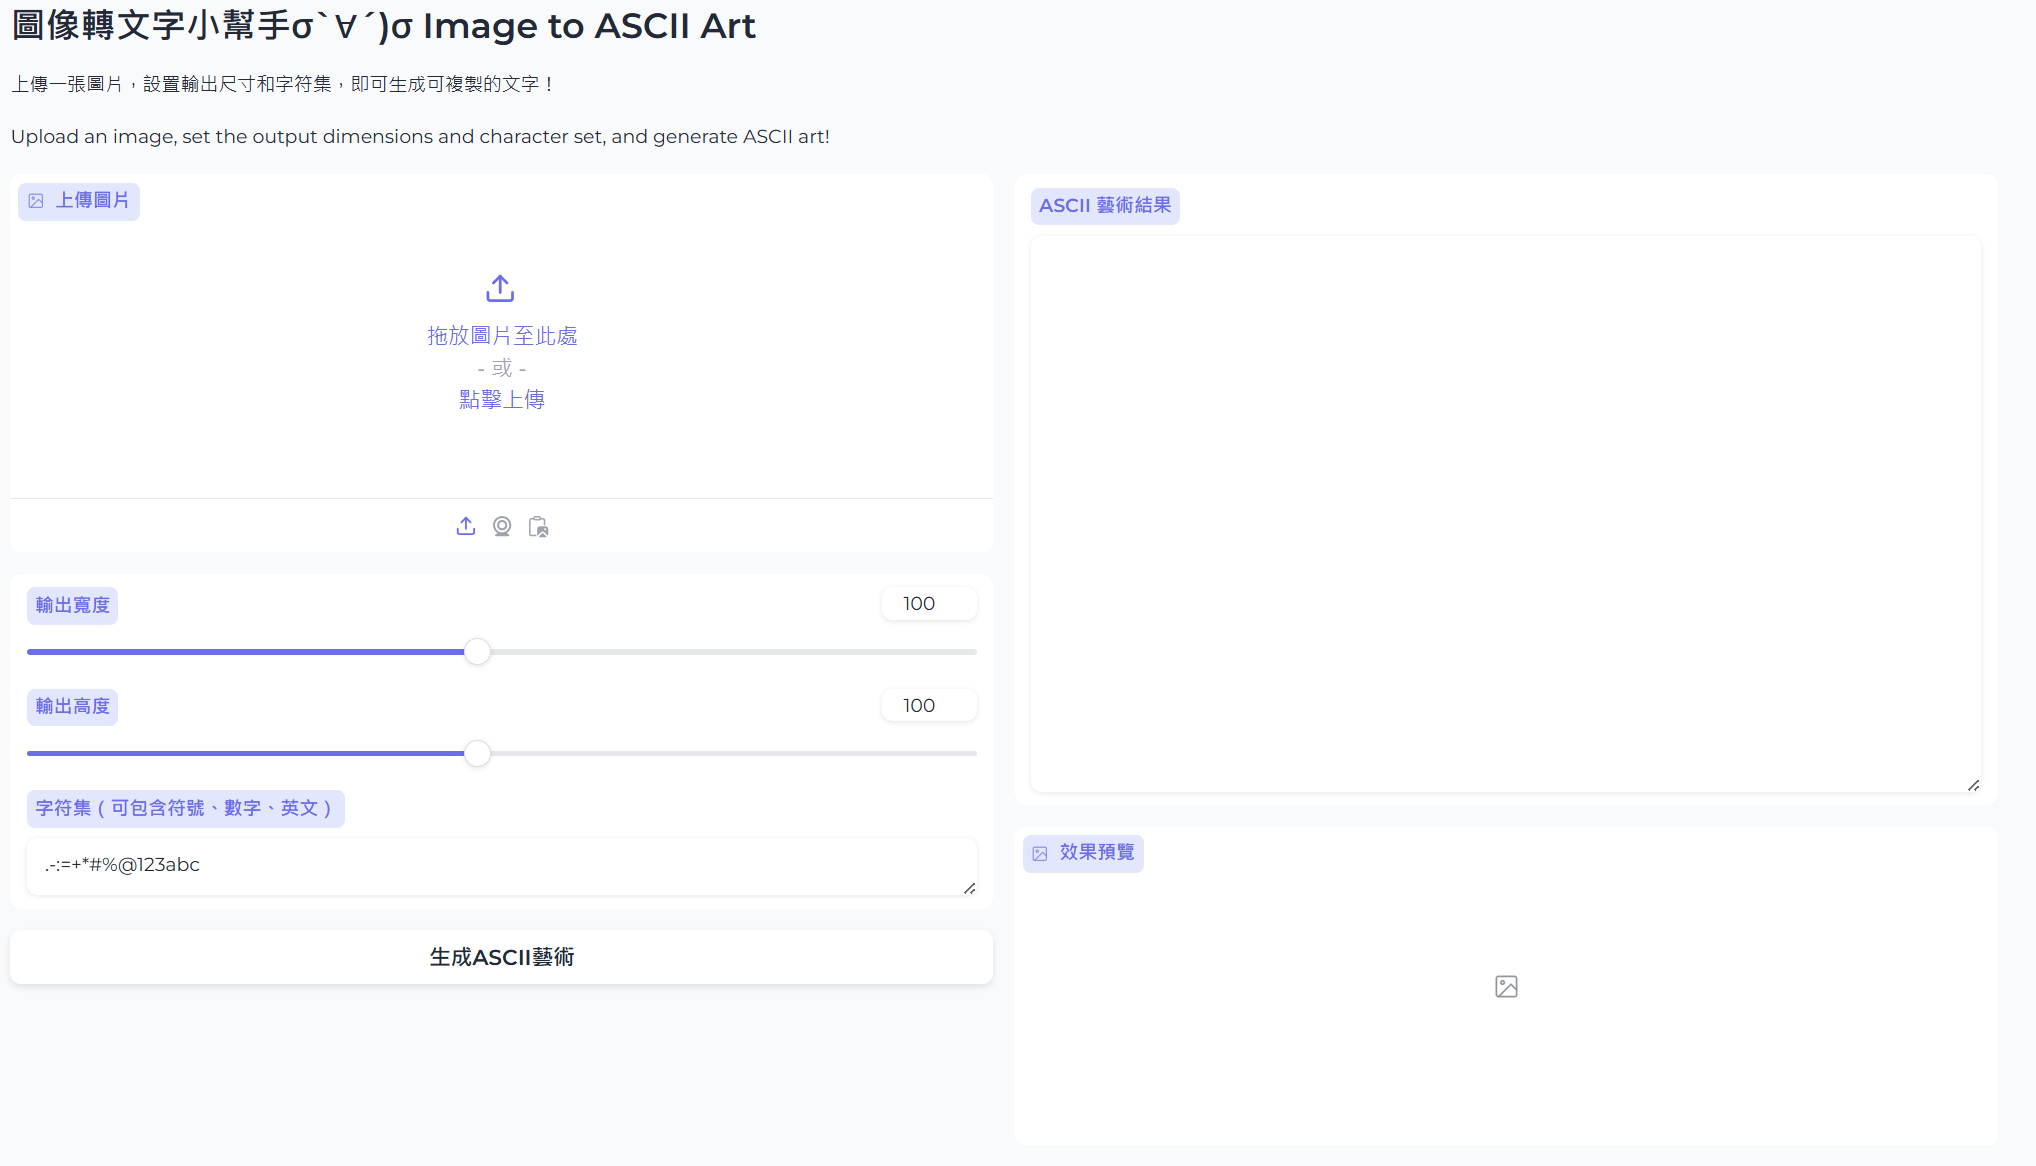 圖像轉文字小幫手σ`∀´)σ Image to ASCII Art
上傳一張圖片，設置輸出尺寸和字符集，即可生成可複製的文字！
Upload an image, set the output dimensions and character set, and generate ASCII art!
上傳圖片
拖放圖片至此處
- 或 -
點擊上傳
輸出寬度
100
輸出高度
100
字符集（可包含符號、數字、英文）
.-:=+*#%@123abc
生成ASCII藝術
ASCII 藝術結果
效果預覽